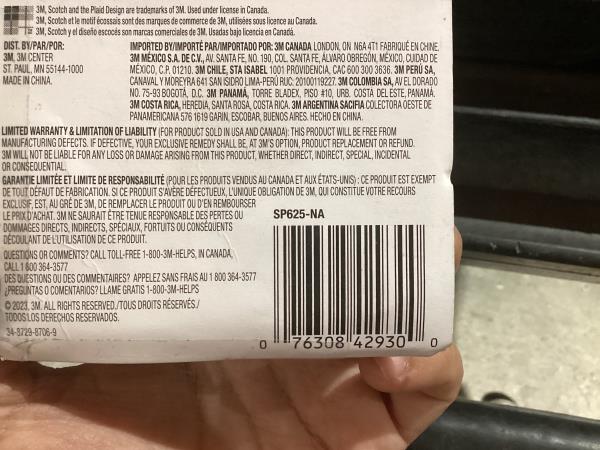 3M, Scotch and the Plaid Design are trademarks of 3M. Used under license in Canada.
3M, Scotch et le motif écossais sont des marques de commerce de 3M, utilisées sous licence au Canada.
3M, Scotch y el diseño escocés son marcas comerciales de 3M. Usadas bajo licencia en Canadá.
DIST. BY/PAR/POR:
3M, 3M CENTER
ST. PAUL, MN 55144-1000
MADE IN CHINA.
IMPORTED BY/IMPORTÉ PAR/IMPORTADO POR: 3M CANADA LONDON, ON N6A 4T1 FABRIQUÉ EN CHINE.
3M MÉXICO S.A. DE C.V., AV. SANTA FE, NO. 190, COL. SANTA FE, ÁLVARO OBREGÓN, MÉXICO, CUIDAD DE
MÉXICO, C.P. 01210. 3M CHILE, STA ISABEL 1001 PROVIDENCIA, CAC 600 300 3636. 3M PERÚ SA,
CANAVAL Y MOREYRA 641 SAN ISIDRO LIMA-PERÚ RUC: 20100119227. 3M COLOMBIA SA, AV EL DORADO
NO. 75-93 BOGOTÁ, D.C. 3M PANAMÁ, TORRE BLADEX, PISO #10, URB. COSTA DEL ESTE, PANAMÁ.
3M COSTA RICA, HEREDIA, SANTA ROSA, COSTA RICA. 3M ARGENTINA SACIFIA COLECTORA OESTE DE
PANAMERICANA 576 1619 GARIN, ESCOBAR, BUENOS AIRES. HECHO EN CHINA.
LIMITED WARRANTY & LIMITATION OF LIABILITY (FOR PRODUCT SOLD IN USA AND CANADA): THIS PRODUCT WILL BE FREE FROM
MANUFACTURING DEFECTS. IF DEFECTIVE, YOUR EXCLUSIVE REMEDY SHALL BE, AT 3M'S OPTION, PRODUCT REPLACEMENT OR REFUND.
3M WILL NOT BE LIABLE FOR ANY LOSS OR DAMAGE ARISING FROM THIS PRODUCT, WHETHER DIRECT, INDIRECT, SPECIAL, INCIDENTAL
OR CONSEQUENTIAL.
GARANTIE LIMITÉE ET LIMITE DE RESPONSABILITÉ (POUR LES PRODUITS VENDUS AU CANADA ET AUX ÉTATS-UNIS) : CE PRODUIT EST EXEMPT
DE TOUT DÉFAUT DE FABRICATION. SI CE PRODUIT S'AVÈRE DÉFECTUEUX, L'UNIQUE OBLIGATION DE 3M, QUI CONSTITUE VOTRE RECOURS
EXCLUSIF, EST, AU GRÉ DE 3M, DE REMPLACER LE PRODUIT OU D'EN REMBOURSER
LE PRIX D'ACHAT. 3M NE SAURAIT ÊTRE TENUE RESPONSABLE DES PERTES OU
DOMMAGES DIRECTS, INDIRECTS, SPÉCIAUX, FORTUITS OU CONSÉQUENTS
DÉCOULANT DE L'UTILISATION DE CE PRODUIT.
QUESTIONS OR COMMENTS? CALL TOLL-FREE 1-800-3M-HELPS, IN CANADA,
CALL 1 800 364-3577
DES QUESTIONS OU DES COMMENTAIRES? APPELEZ SANS FRAIS AU 1 800 364-3577
¿PREGUNTAS O COMENTARIOS? LLAME GRATIS 1-800-3M-HELPS
© 2023, 3M. ALL RIGHTS RESERVED./TOUS DROITS RÉSERVÉS./
TODOS LOS DERECHOS RESERVADOS.
34-8729-8706-9
SP625-NA
0 76308 42930 0